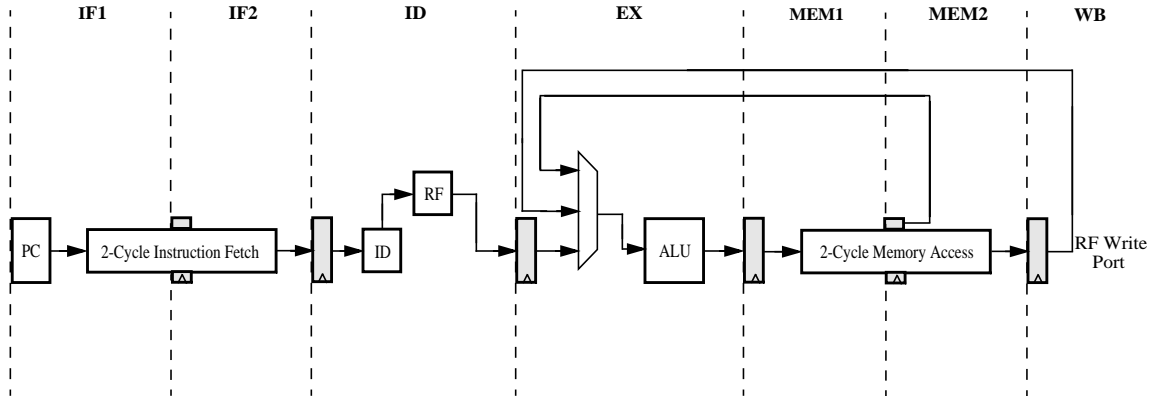 IF1 IF2 ID EX MEM1 MEM2 WB
RF
PC 2-Cycle Instruction Fetch ID ALU 2-Cycle Memory Access RF Write
Port